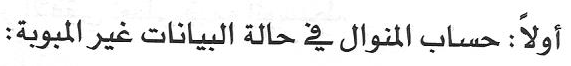 أولاً: حساب المنوال في حالة البيانات غير المبوبة: